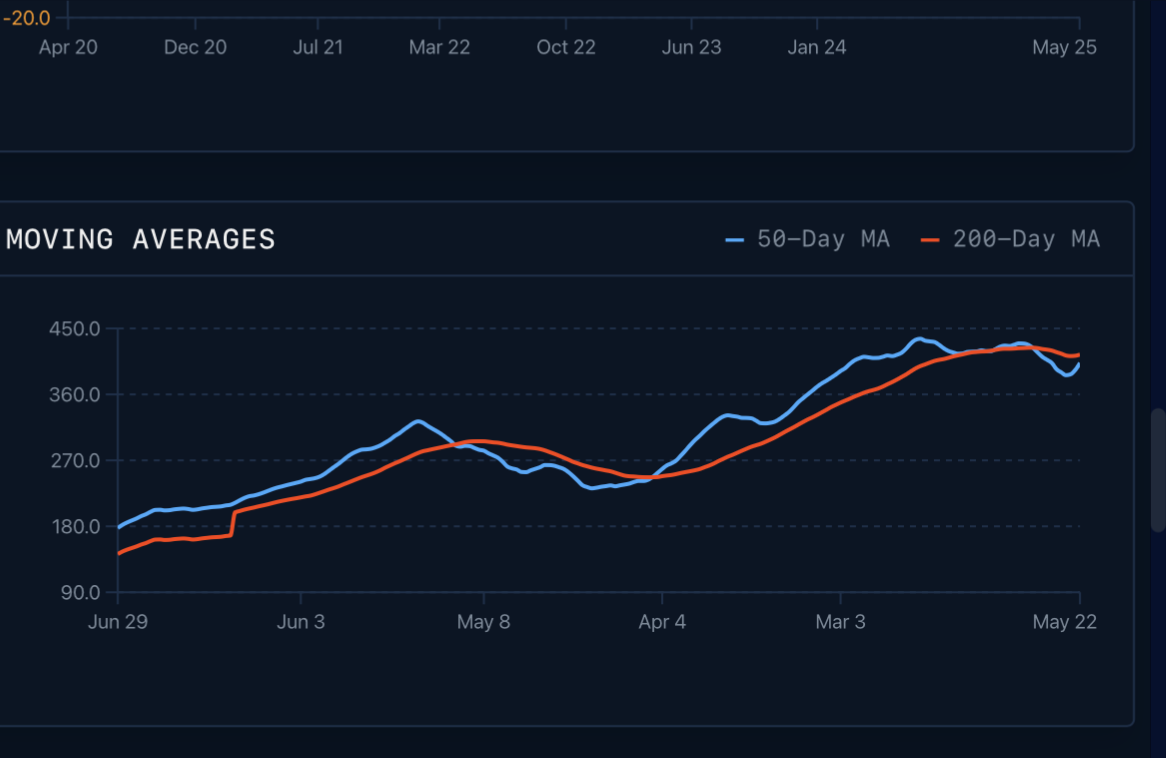 -20.0
Apr 20 Dec 20 Jul 21 Mar 22 Oct 22 Jun 23 Jan 24 May 25
MOVING AVERAGES 50-Day MA 200-Day MA
450.0
360.0
270.0
180.0
90.0
Jun 29 Jun 3 May 8 Apr 4 Mar 3 May 22